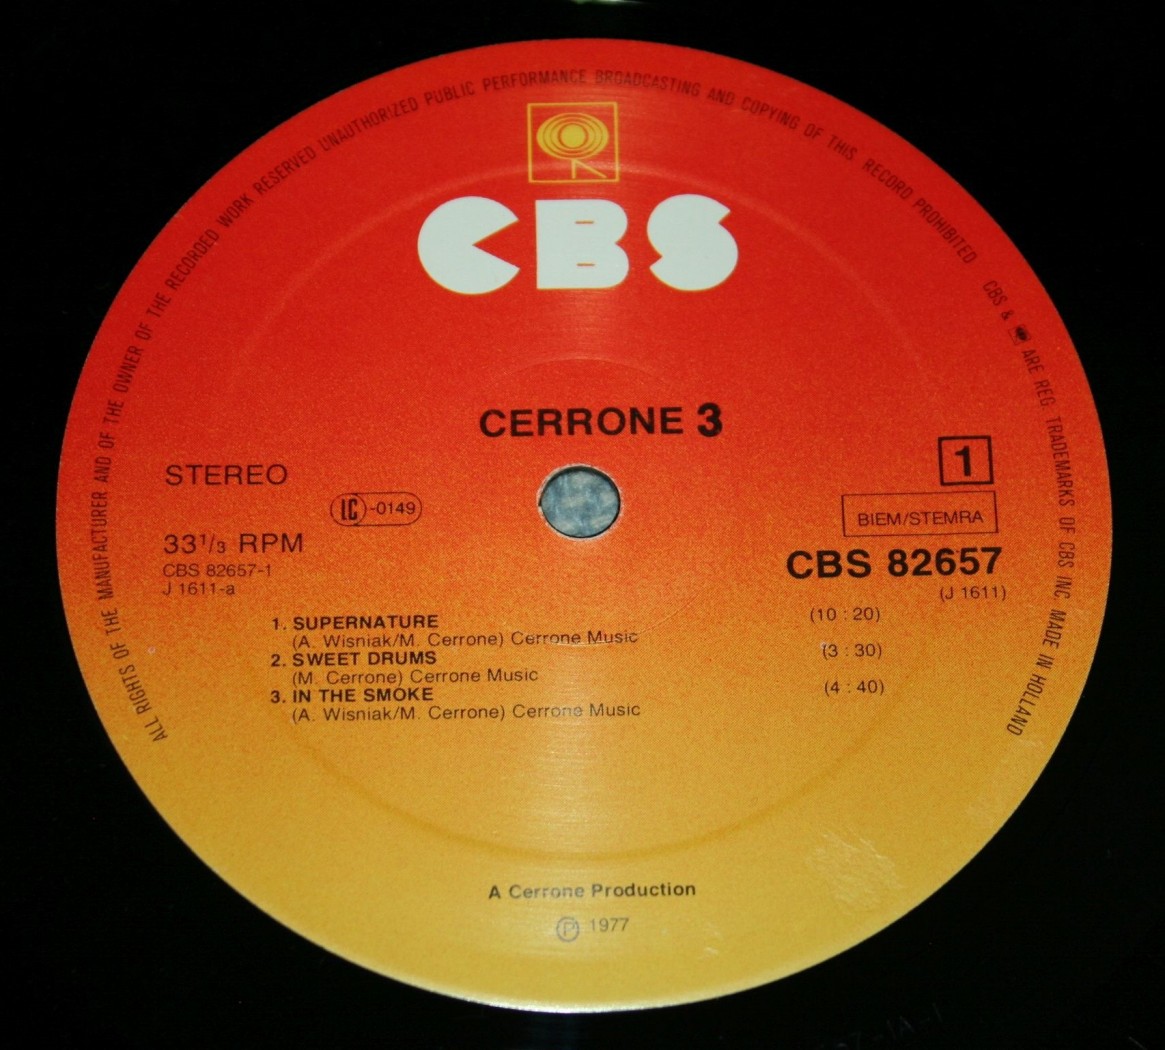 ALL RIGHTS OF THE MANUFACTURER AND OF THE OWNER OF THE RECORDED WORK RESERVED UNAUTHORIZED PUBLIC PERFORMANCE BROADCASTING AND COPYING OF THIS RECORD PROHIBITED CBS & ARE REG TRADEMARKS OF CBS INC. MADE IN HOLLAND
CBS
CERRONE 3
STEREO
1
LC-0149
BIEM/STEMRA
33 1/3 RPM
CBS 82657
CBS 82657-1
J 1611-a
(J 1611)
1. SUPERNATURE (10 : 20)
(A. Wisniak/M. Cerrone) Cerrone Music
2. SWEET DRUMS (3 : 30)
(M. Cerrone) Cerrone Music
3. IN THE SMOKE (4 : 40)
(A. Wisniak/M. Cerrone) Cerrone Music
A Cerrone Production
℗ 1977